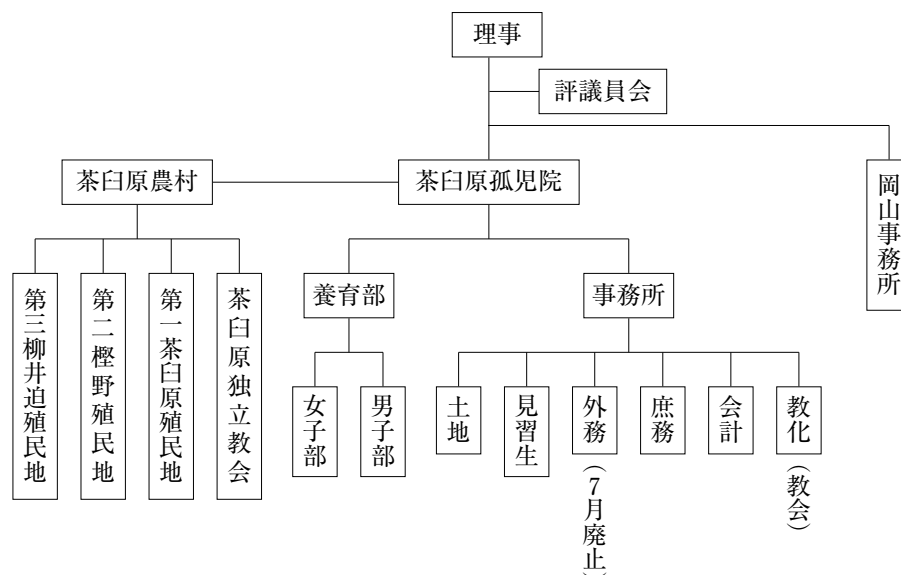 理事
評議員会
茶臼原農村
茶臼原孤児院
岡山事務所
養育部
事務所
第三柳井迫殖民地
第二樫野殖民地
第一茶臼原殖民地
茶臼原独立教会
女子部
男子部
土地
見習生
外務(7月廃止)
庶務
会計
教化(教会)